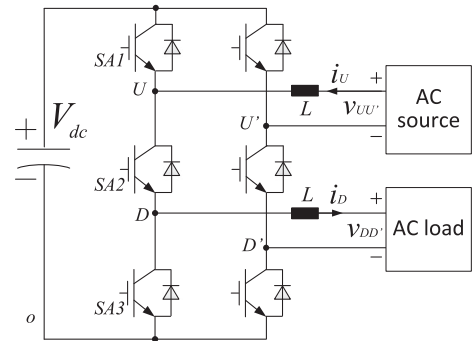 SA1
U
i_U
L
v_UU'
+
AC
source
−
U'
+
V_dc
−
SA2
D
L
i_D
+
v_DD'
AC load
−
D'
SA3
o